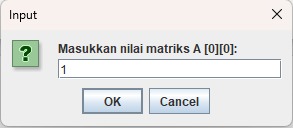 Input
Masukkan nilai matriks A [0][0]:
1
OK
Cancel